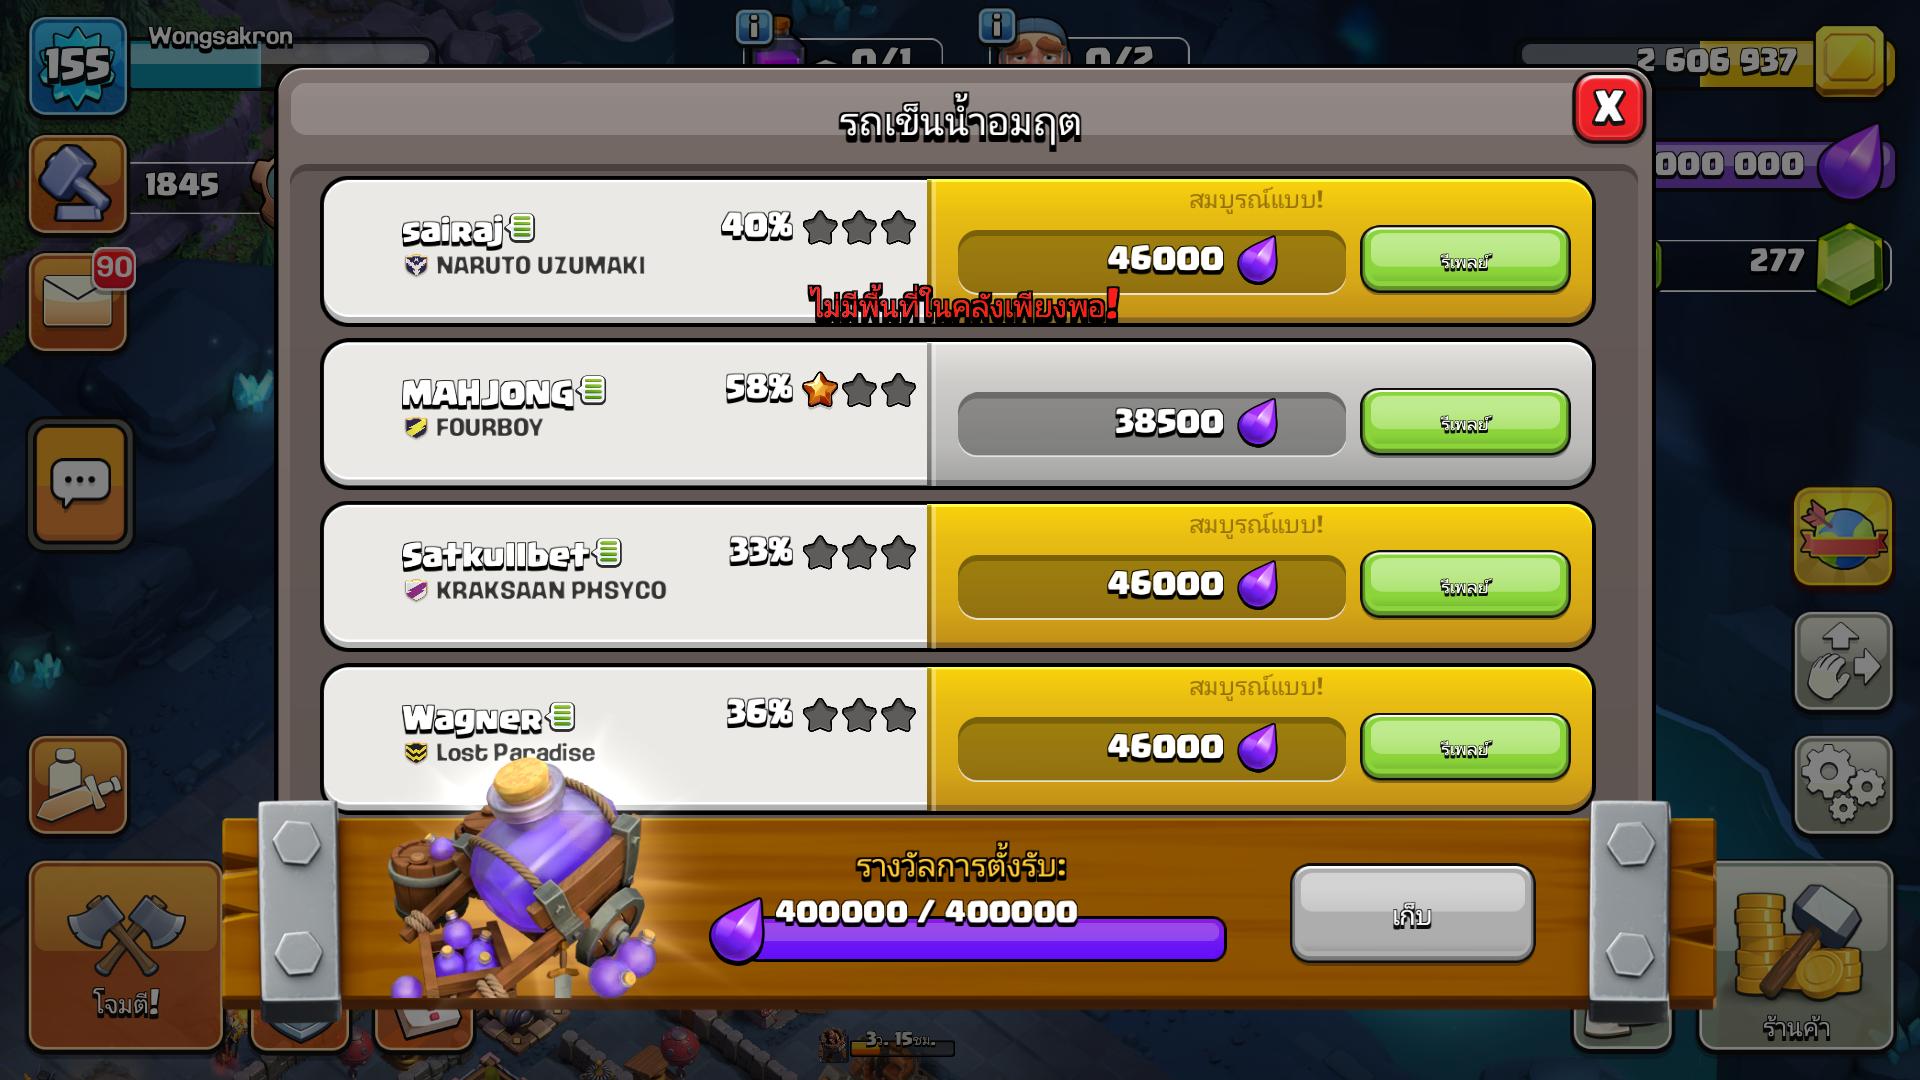 155
Wongsakron
0/1
0/2
2 606 937
1845
90
000 000
277
รถเข็นน้ำอมฤต
X
sairaj
40%
NARUTO UZUMAKI
สมบูรณ์แบบ!
46000
รีเพลย์
ไม่มีพื้นที่ในคลังเพียงพอ!
MAHJONG
58%
FOURBOY
38500
รีเพลย์
Satkullbet
33%
KRAKSAAN PHSYCO
สมบูรณ์แบบ!
46000
รีเพลย์
Wagner
36%
Lost Paradise
สมบูรณ์แบบ!
46000
รีเพลย์
รางวัลการตั้งรับ:
400000 / 400000
เก็บ
โจมตี!
ร้านค้า
3ว. 15ชม.